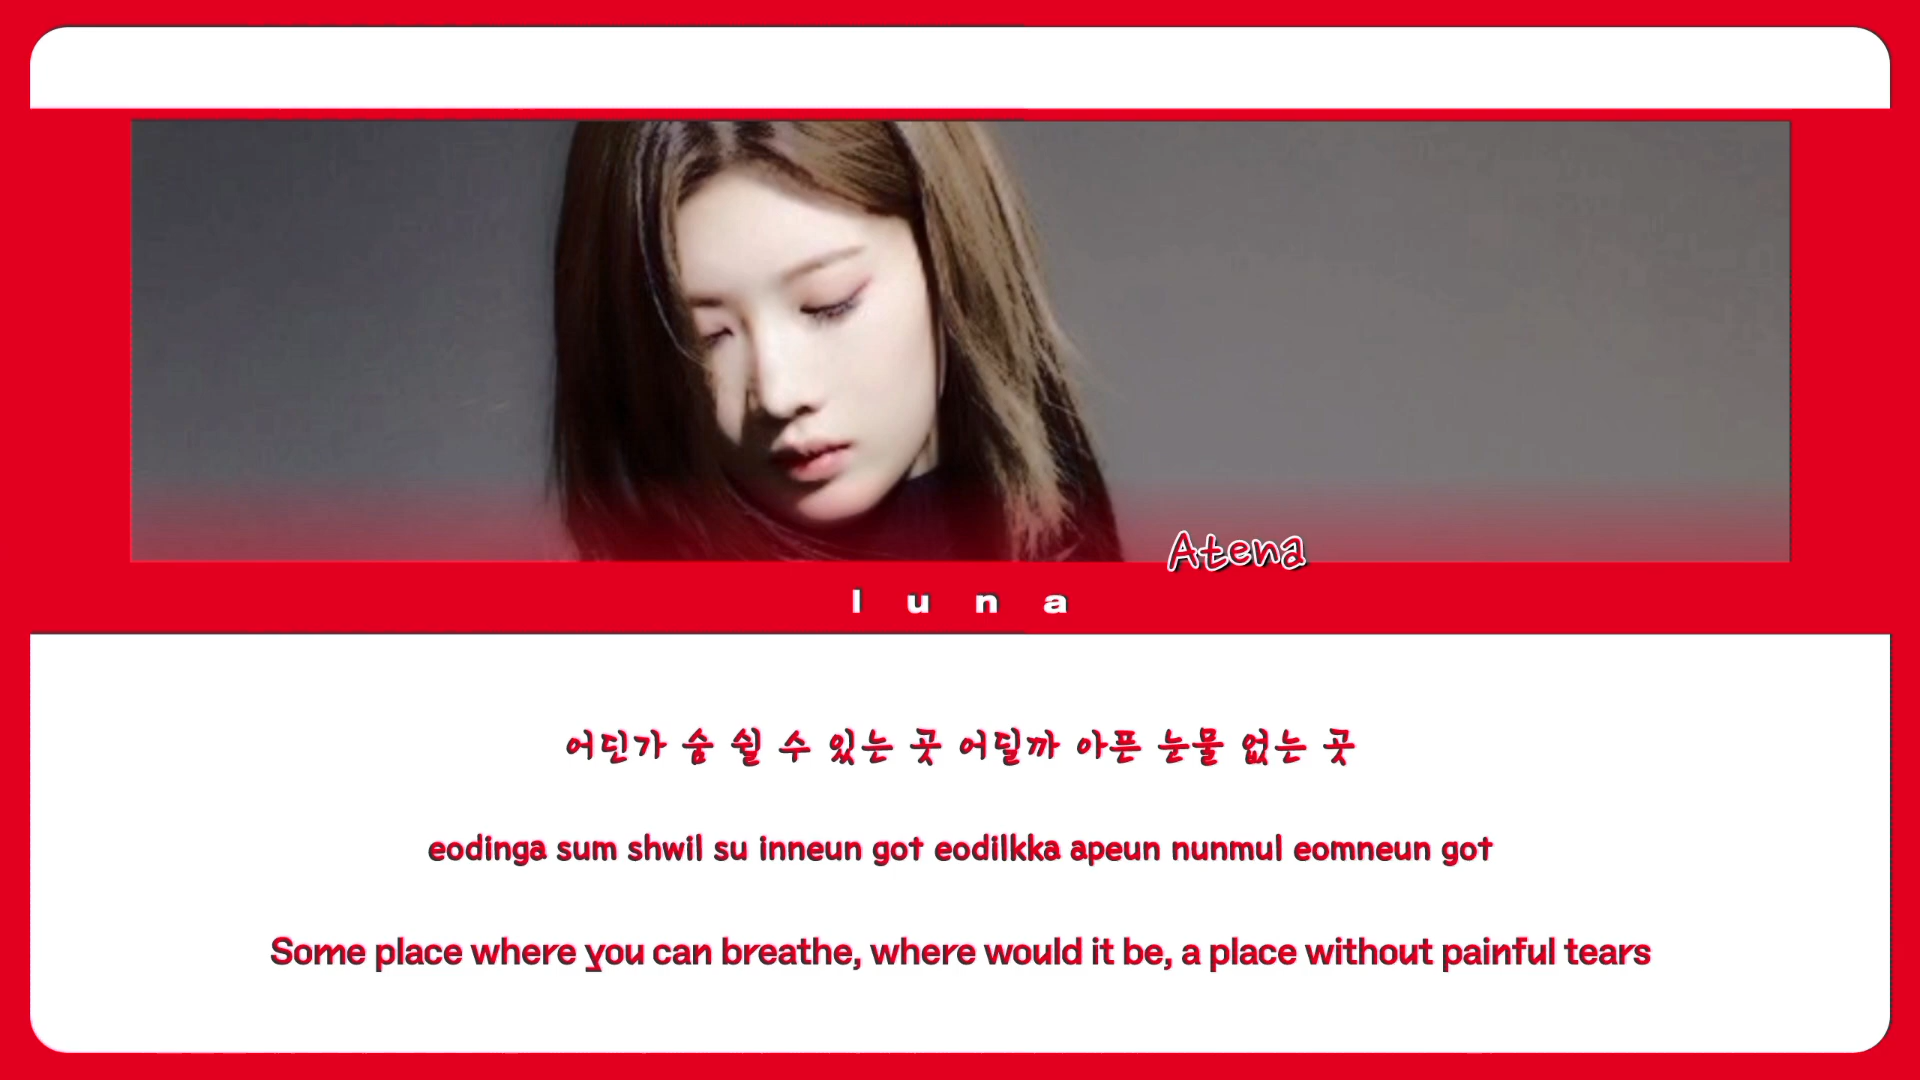 Atena
luna
어딘가 숨 쉴 수 있는 곳 어딜까 아픈 눈물 없는 곳
eodinga sum shwil su inneun got eodilkka apeun nunmul eomneun got
Some place where you can breathe, where would it be, a place without painful tears